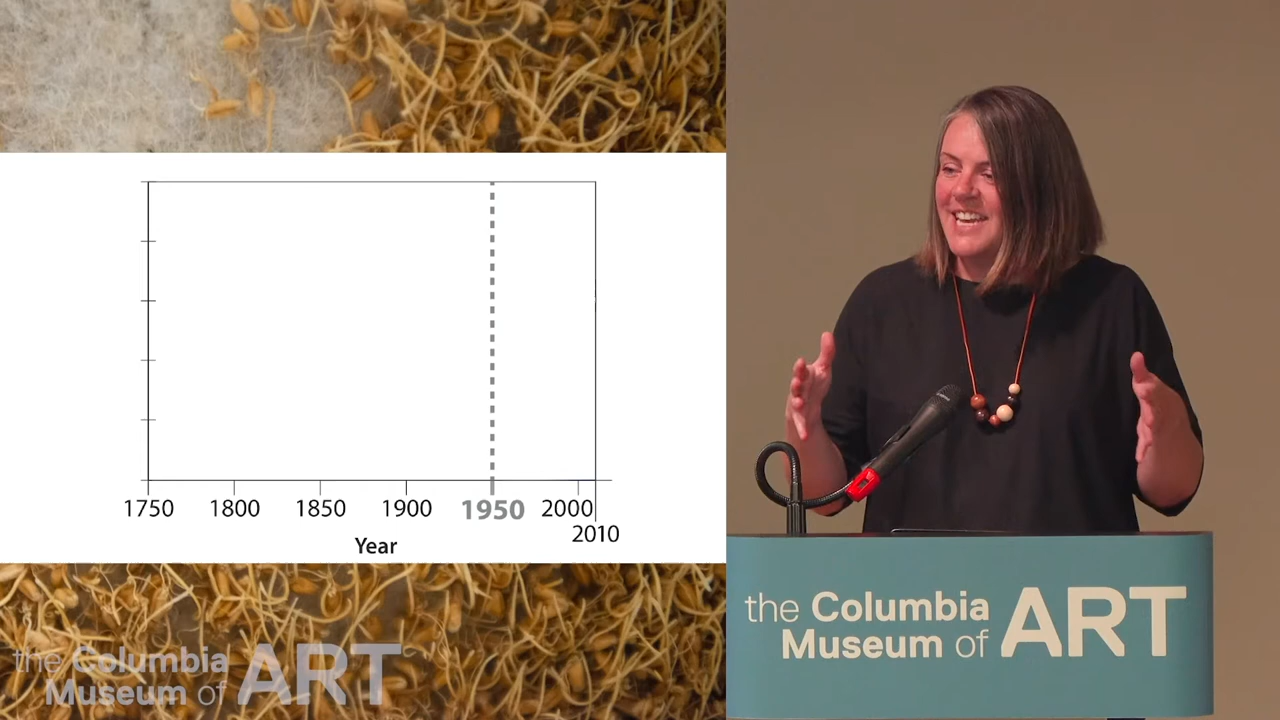 1750 1800 1850 1900 1950 2000
2010
Year
the Columbia
Museum of ART
the Columbia
Museum of ART